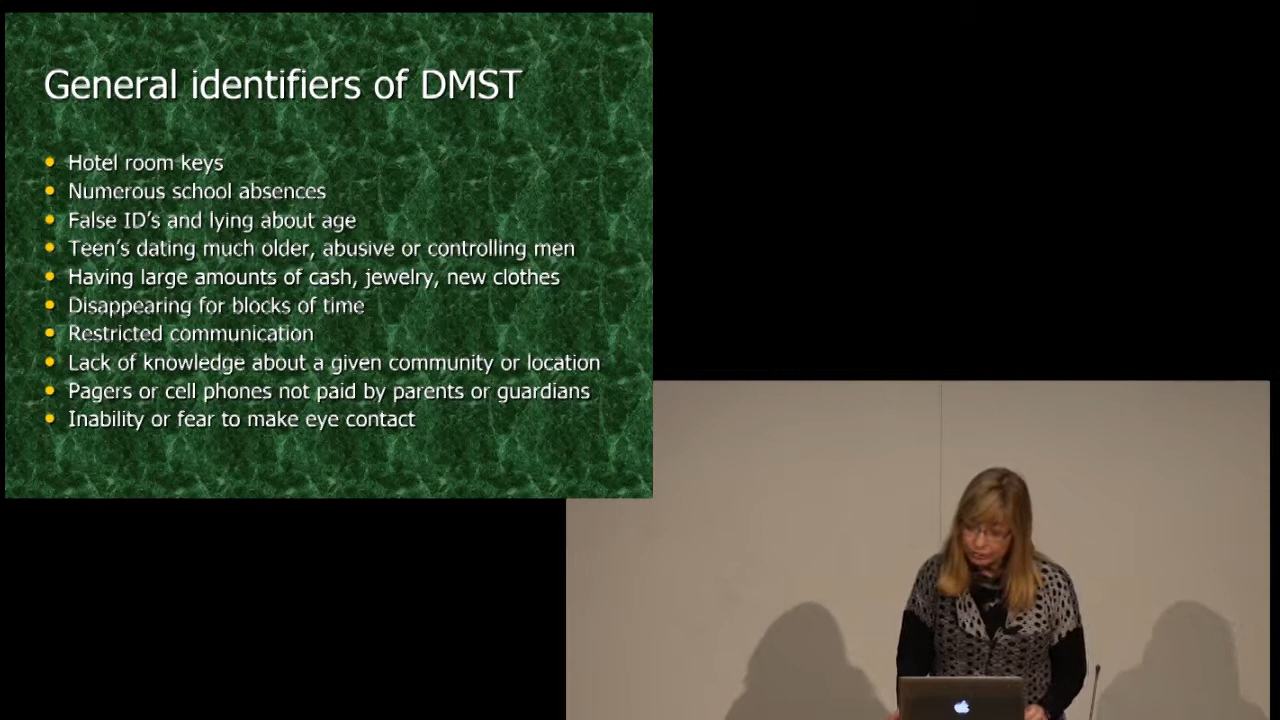 General identifiers of DMST
Hotel room keys
Numerous school absences
False ID's and lying about age
Teen's dating much older, abusive or controlling men
Having large amounts of cash, jewelry, new clothes
Disappearing for blocks of time
Restricted communication
Lack of knowledge about a given community or location
Pagers or cell phones not paid by parents or guardians
Inability or fear to make eye contact